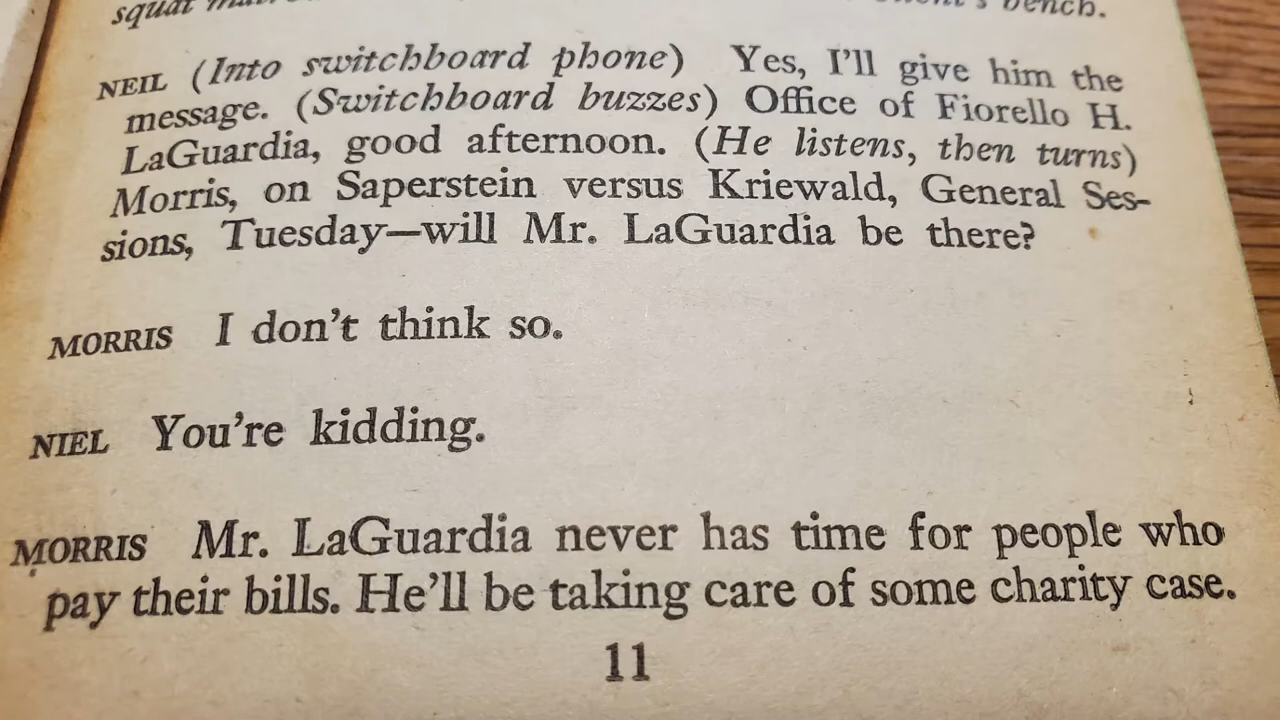 squat
bench.
NEIL (Into switchboard phone) Yes, I'll give him the
message. (Switchboard buzzes) Office of Fiorello H.
LaGuardia, good afternoon. (He listens, then turns)
Morris, on Saperstein versus Kriewald, General Ses-
sions, Tuesday—will Mr. LaGuardia be there?
MORRIS I don't think so.
NIEL You're kidding.
MORRIS Mr. LaGuardia never has time for people who
pay their bills. He'll be taking care of some charity case.
11